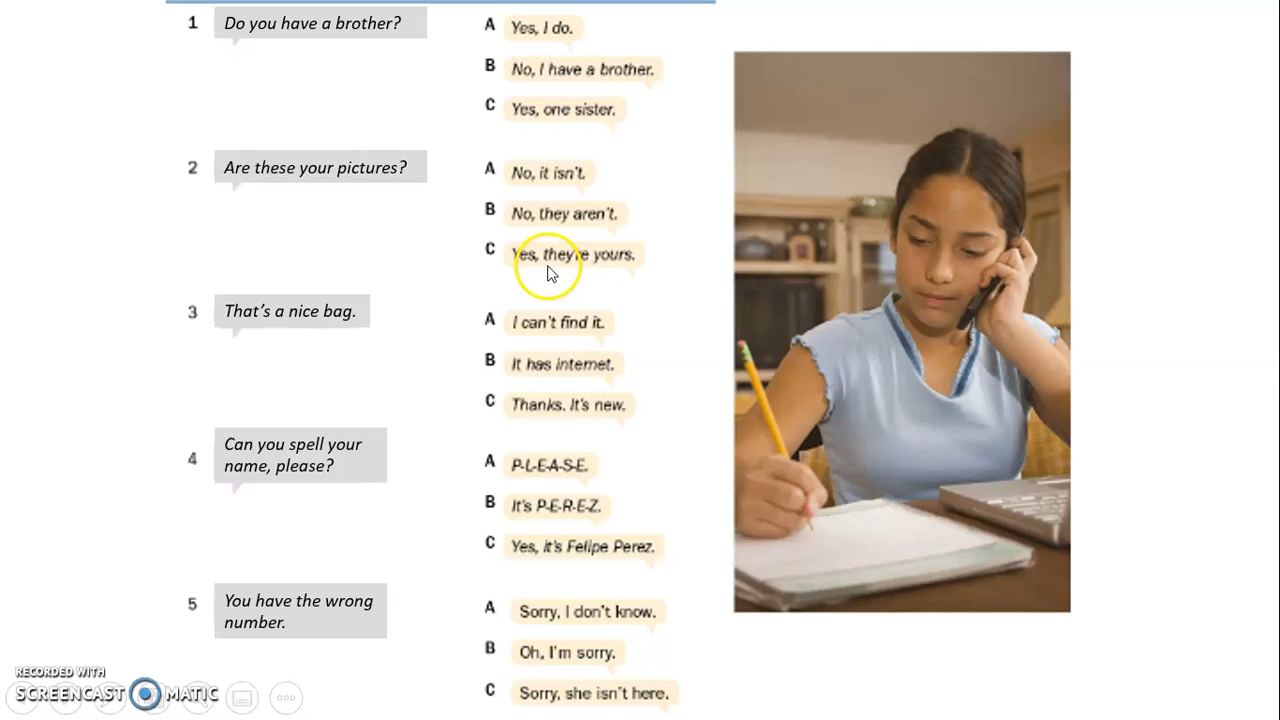 1 Do you have a brother?
A Yes, I do.
B No, I have a brother.
C Yes, one sister.
2 Are these your pictures?
A No, it isn't.
B No, they aren't.
C Yes, they're yours.
3 That's a nice bag.
A I can't find it.
B It has internet.
C Thanks. It's new.
4 Can you spell your
name, please?
A P-L-E-A-S-E.
B It's P-E-R-E-Z.
C Yes, it's Felipe Perez.
5 You have the wrong
number.
A Sorry, I don't know.
B Oh, I'm sorry.
C Sorry, she isn't here.
RECORDED WITH
SCREENCAST MATIC